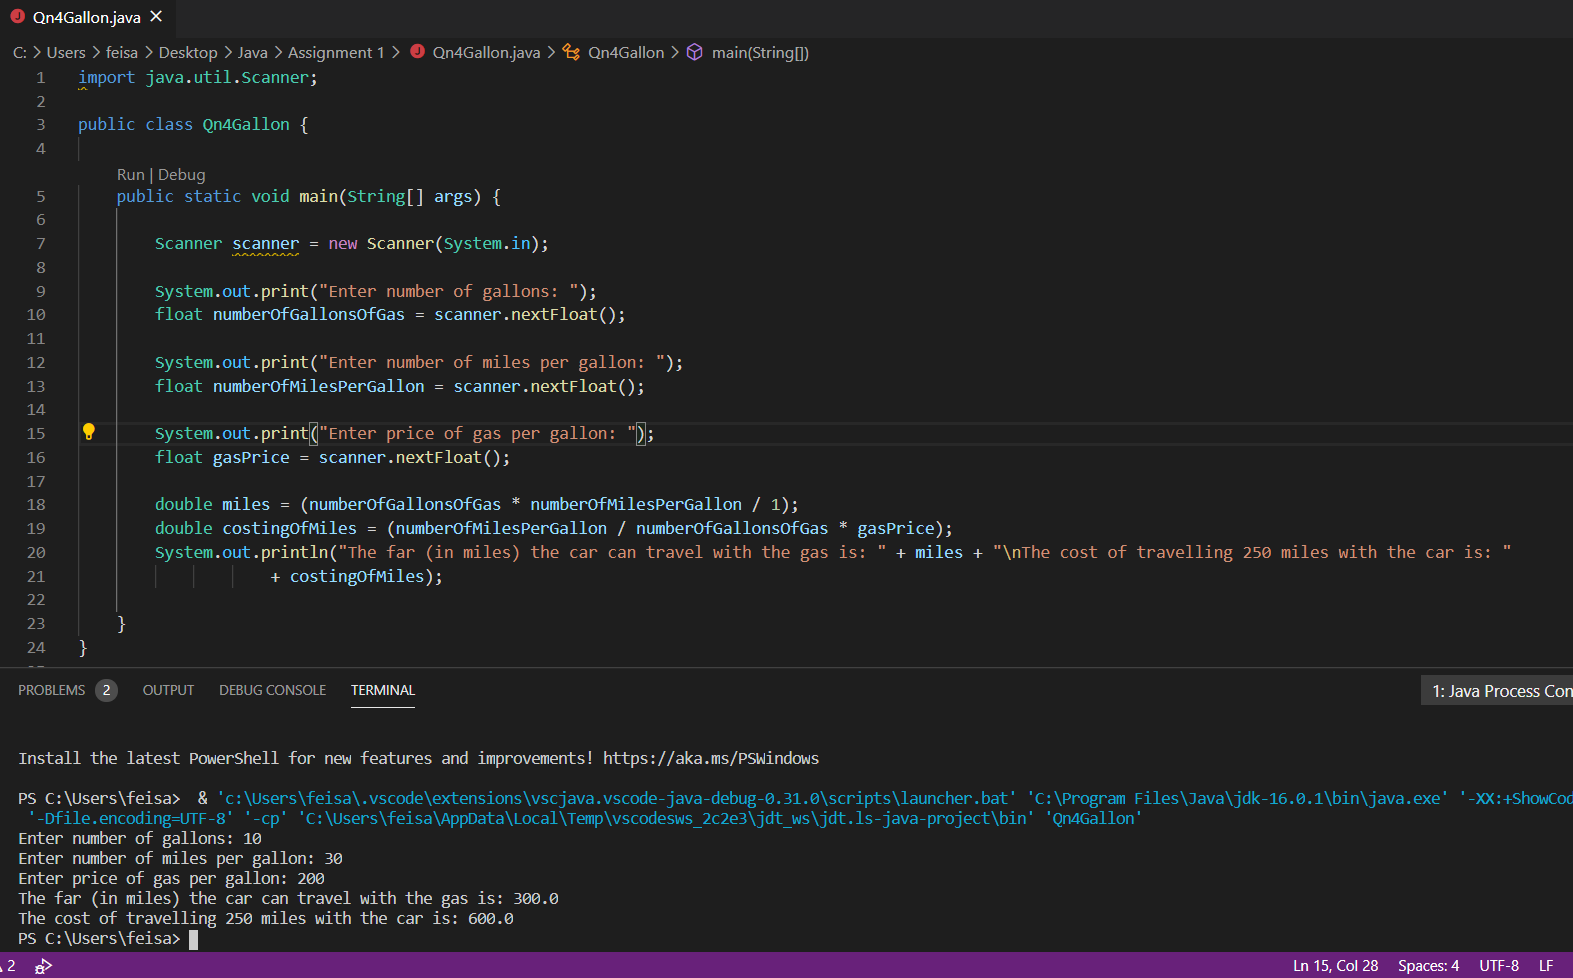 Qn4Gallon.java ×
C: > Users > feisa > Desktop > Java > Assignment 1 > Qn4Gallon.java > Qn4Gallon > main(String[])
1 import java.util.Scanner;
2
3 public class Qn4Gallon {
4
Run | Debug
5 public static void main(String[] args) {
6
7 Scanner scanner = new Scanner(System.in);
8
9 System.out.print("Enter number of gallons: ");
10 float numberOfGallonsOfGas = scanner.nextFloat();
11
12 System.out.print("Enter number of miles per gallon: ");
13 float numberOfMilesPerGallon = scanner.nextFloat();
14
15 System.out.print("Enter price of gas per gallon: ");
16 float gasPrice = scanner.nextFloat();
17
18 double miles = (numberOfGallonsOfGas * numberOfMilesPerGallon / 1);
19 double costingOfMiles = (numberOfMilesPerGallon / numberOfGallonsOfGas * gasPrice);
20 System.out.println("The far (in miles) the car can travel with the gas is: " + miles + "\nThe cost of travelling 250 miles with the car is: "
21 + costingOfMiles);
22
23 }
24 }
PROBLEMS 2 OUTPUT DEBUG CONSOLE TERMINAL 1: Java Process Con
Install the latest PowerShell for new features and improvements! https://aka.ms/PSWindows
PS C:\Users\feisa> & 'c:\Users\feisa\.vscode\extensions\vscjava.vscode-java-debug-0.31.0\scripts\launcher.bat' 'C:\Program Files\Java\jdk-16.0.1\bin\java.exe' '-XX:+ShowCod
'-Dfile.encoding=UTF-8' '-cp' 'C:\Users\feisa\AppData\Local\Temp\vscodesws_2c2e3\jdt_ws\jdt.ls-java-project\bin' 'Qn4Gallon'
Enter number of gallons: 10
Enter number of miles per gallon: 30
Enter price of gas per gallon: 200
The far (in miles) the car can travel with the gas is: 300.0
The cost of travelling 250 miles with the car is: 600.0
PS C:\Users\feisa>
2 Ln 15, Col 28 Spaces: 4 UTF-8 LF